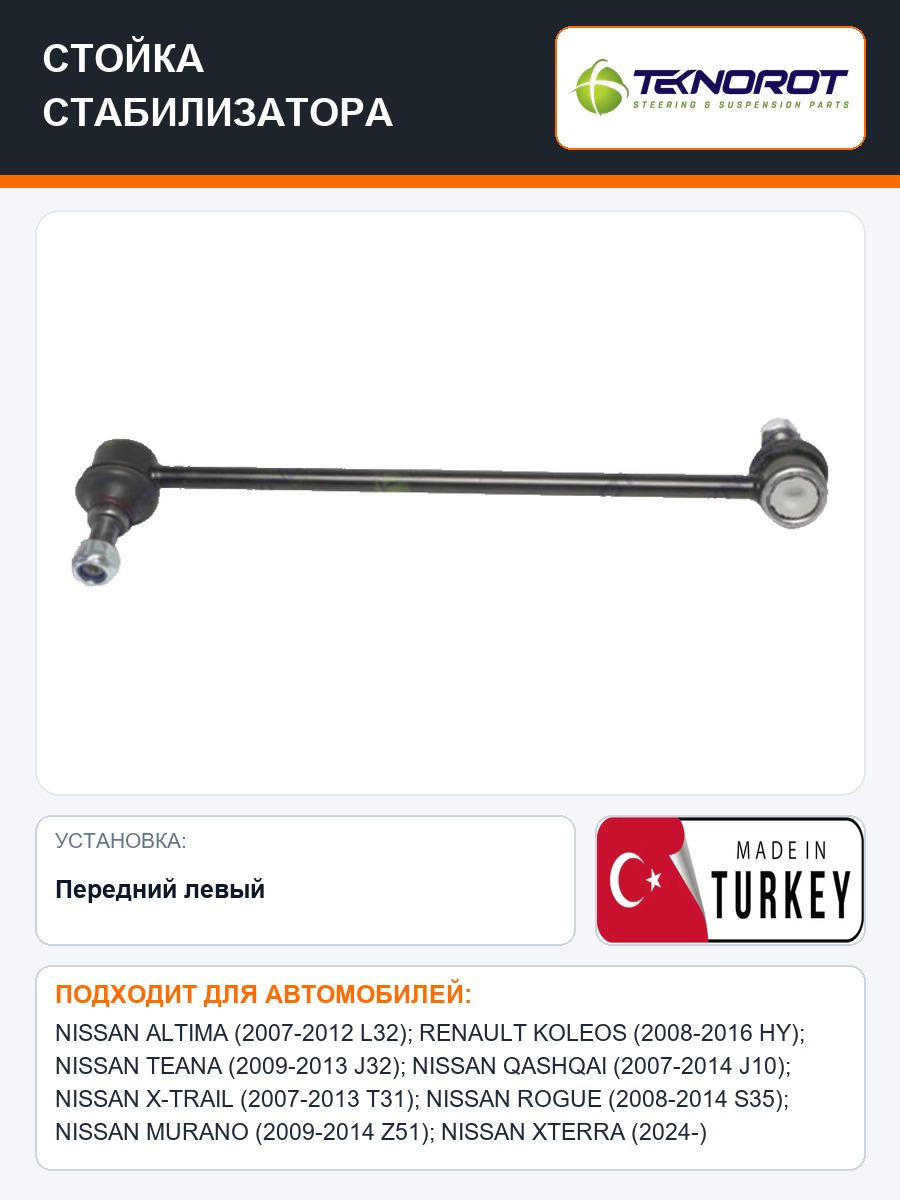 СТОЙКА
СТАБИЛИЗАТОРА
TEKNOROT
STEERING & SUSPENSION PARTS
УСТАНОВКА:
Передний левый
MADE IN
TURKEY
ПОДХОДИТ ДЛЯ АВТОМОБИЛЕЙ:
NISSAN ALTIMA (2007-2012 L32); RENAULT KOLEOS (2008-2016 HY);
NISSAN TEANA (2009-2013 J32); NISSAN QASHQAI (2007-2014 J10);
NISSAN X-TRAIL (2007-2013 T31); NISSAN ROGUE (2008-2014 S35);
NISSAN MURANO (2009-2014 Z51); NISSAN XTERRA (2024-)